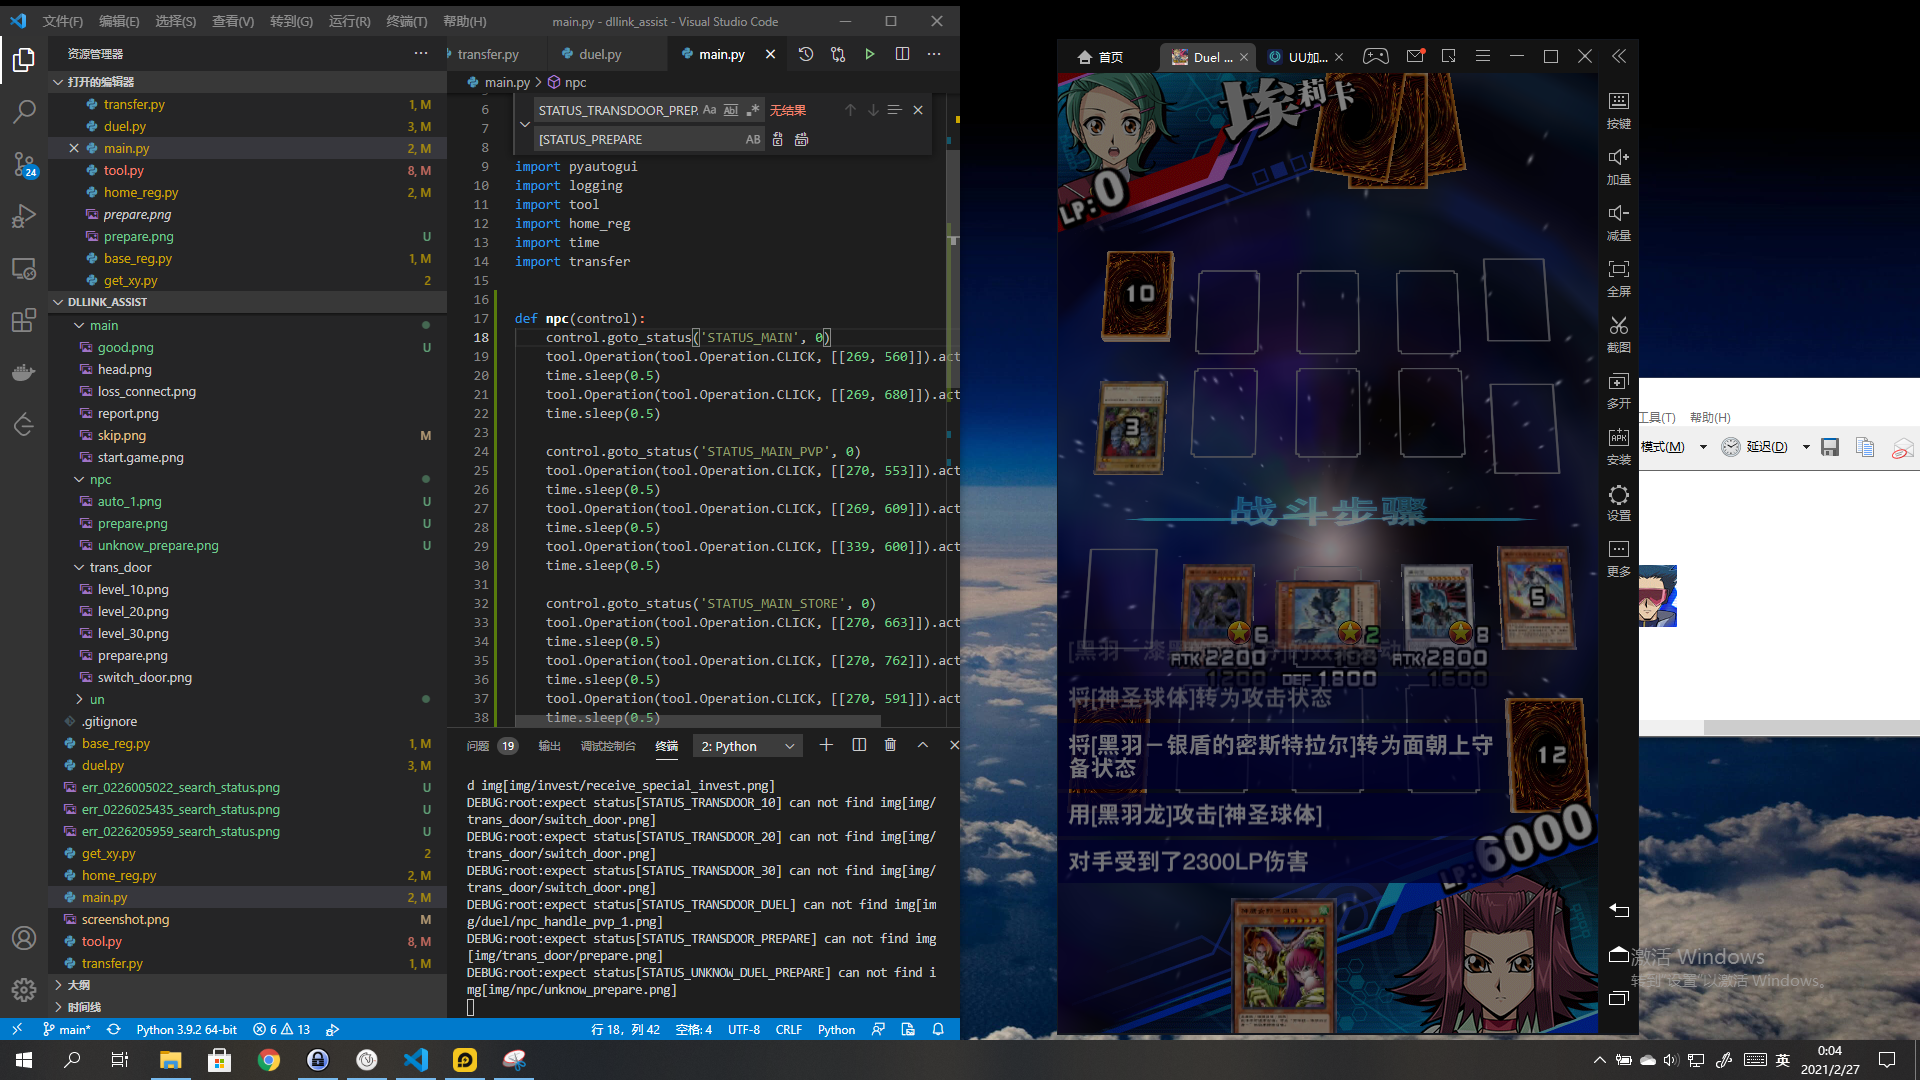 文件(F) 编辑(E) 选择(S) 查看(V) 转到(G) 运行(R) 终端(T) 帮助(H) main.py - dllink_assist - Visual Studio Code
资源管理器
打开的编辑器
transfer.py 1, M
duel.py 3, M
main.py 2, M
tool.py 8, M
home_reg.py 2, M
prepare.png
prepare.png U
base_reg.py 1, M
get_xy.py 2
DLLINK_ASSIST
main
good.png U
head.png
loss_connect.png
report.png
skip.png M
start.game.png
npc
auto_1.png U
prepare.png U
unknow_prepare.png U
trans_door
level_10.png
level_20.png
level_30.png
prepare.png
switch_door.png
un
.gitignore
base_reg.py 1, M
duel.py 3, M
err_0226005022_search_status.png U
err_0226025435_search_status.png U
err_0226205959_search_status.png U
get_xy.py 2
home_reg.py 2, M
main.py 2, M
screenshot.png M
tool.py 8, M
transfer.py 1, M
大纲
时间线
24
transfer.py duel.py main.py
main.py > npc
STATUS_TRANSDOOR_PREP. Aa Abl .* 无结果
[STATUS_PREPARE AB
6
7
8
9 import pyautogui
10 import logging
11 import tool
12 import home_reg
13 import time
14 import transfer
15
16
17 def npc(control):
18 control.goto_status('STATUS_MAIN', 0)
19 tool.Operation(tool.Operation.CLICK, [[269, 560]]).act
20 time.sleep(0.5)
21 tool.Operation(tool.Operation.CLICK, [[269, 680]]).act
22 time.sleep(0.5)
23
24 control.goto_status('STATUS_MAIN_PVP', 0)
25 tool.Operation(tool.Operation.CLICK, [[270, 553]]).act
26 time.sleep(0.5)
27 tool.Operation(tool.Operation.CLICK, [[269, 609]]).act
28 time.sleep(0.5)
29 tool.Operation(tool.Operation.CLICK, [[339, 600]]).act
30 time.sleep(0.5)
31
32 control.goto_status('STATUS_MAIN_STORE', 0)
33 tool.Operation(tool.Operation.CLICK, [[270, 663]]).act
34 time.sleep(0.5)
35 tool.Operation(tool.Operation.CLICK, [[270, 762]]).act
36 time.sleep(0.5)
37 tool.Operation(tool.Operation.CLICK, [[270, 591]]).act
38 time.sleep(0.5)
问题 19 输出 调试控制台 终端 2: Python
d img[img/invest/receive_special_invest.png]
DEBUG:root:expect status[STATUS_TRANSDOOR_10] can not find img[img/
trans_door/switch_door.png]
DEBUG:root:expect status[STATUS_TRANSDOOR_20] can not find img[img/
trans_door/switch_door.png]
DEBUG:root:expect status[STATUS_TRANSDOOR_30] can not find img[img/
trans_door/switch_door.png]
DEBUG:root:expect status[STATUS_TRANSDOOR_DUEL] can not find img[im
g/duel/npc_handle_pvp_1.png]
DEBUG:root:expect status[STATUS_TRANSDOOR_PREPARE] can not find img
[img/trans_door/prepare.png]
DEBUG:root:expect status[STATUS_UNKNOW_DUEL_PREPARE] can not find i
mg[img/npc/unknow_prepare.png]
main* Python 3.9.2 64-bit 6 13 行 18, 列 42 空格: 4 UTF-8 CRLF Python
首页 Duel ... UU加...
埃莉卡
LP:0
10
3
战斗步骤
5
6 2 8
ATK 2200 ATK 2800
1200 DEF 1800 1600
将[神圣球体]转为攻击状态
将[黑羽－银盾的密斯特拉尔]转为面朝上守
备状态
用[黑羽龙]攻击[神圣球体]
对手受到了2300LP伤害
12
LP:6000
按键
加量
减量
全屏
截图
多开
APK
安装
设置
更多
工具(T) 帮助(H)
模式(M) 延迟(D)
激活 Windows
转到"设置"以激活 Windows。
英 0:04
2021/2/27